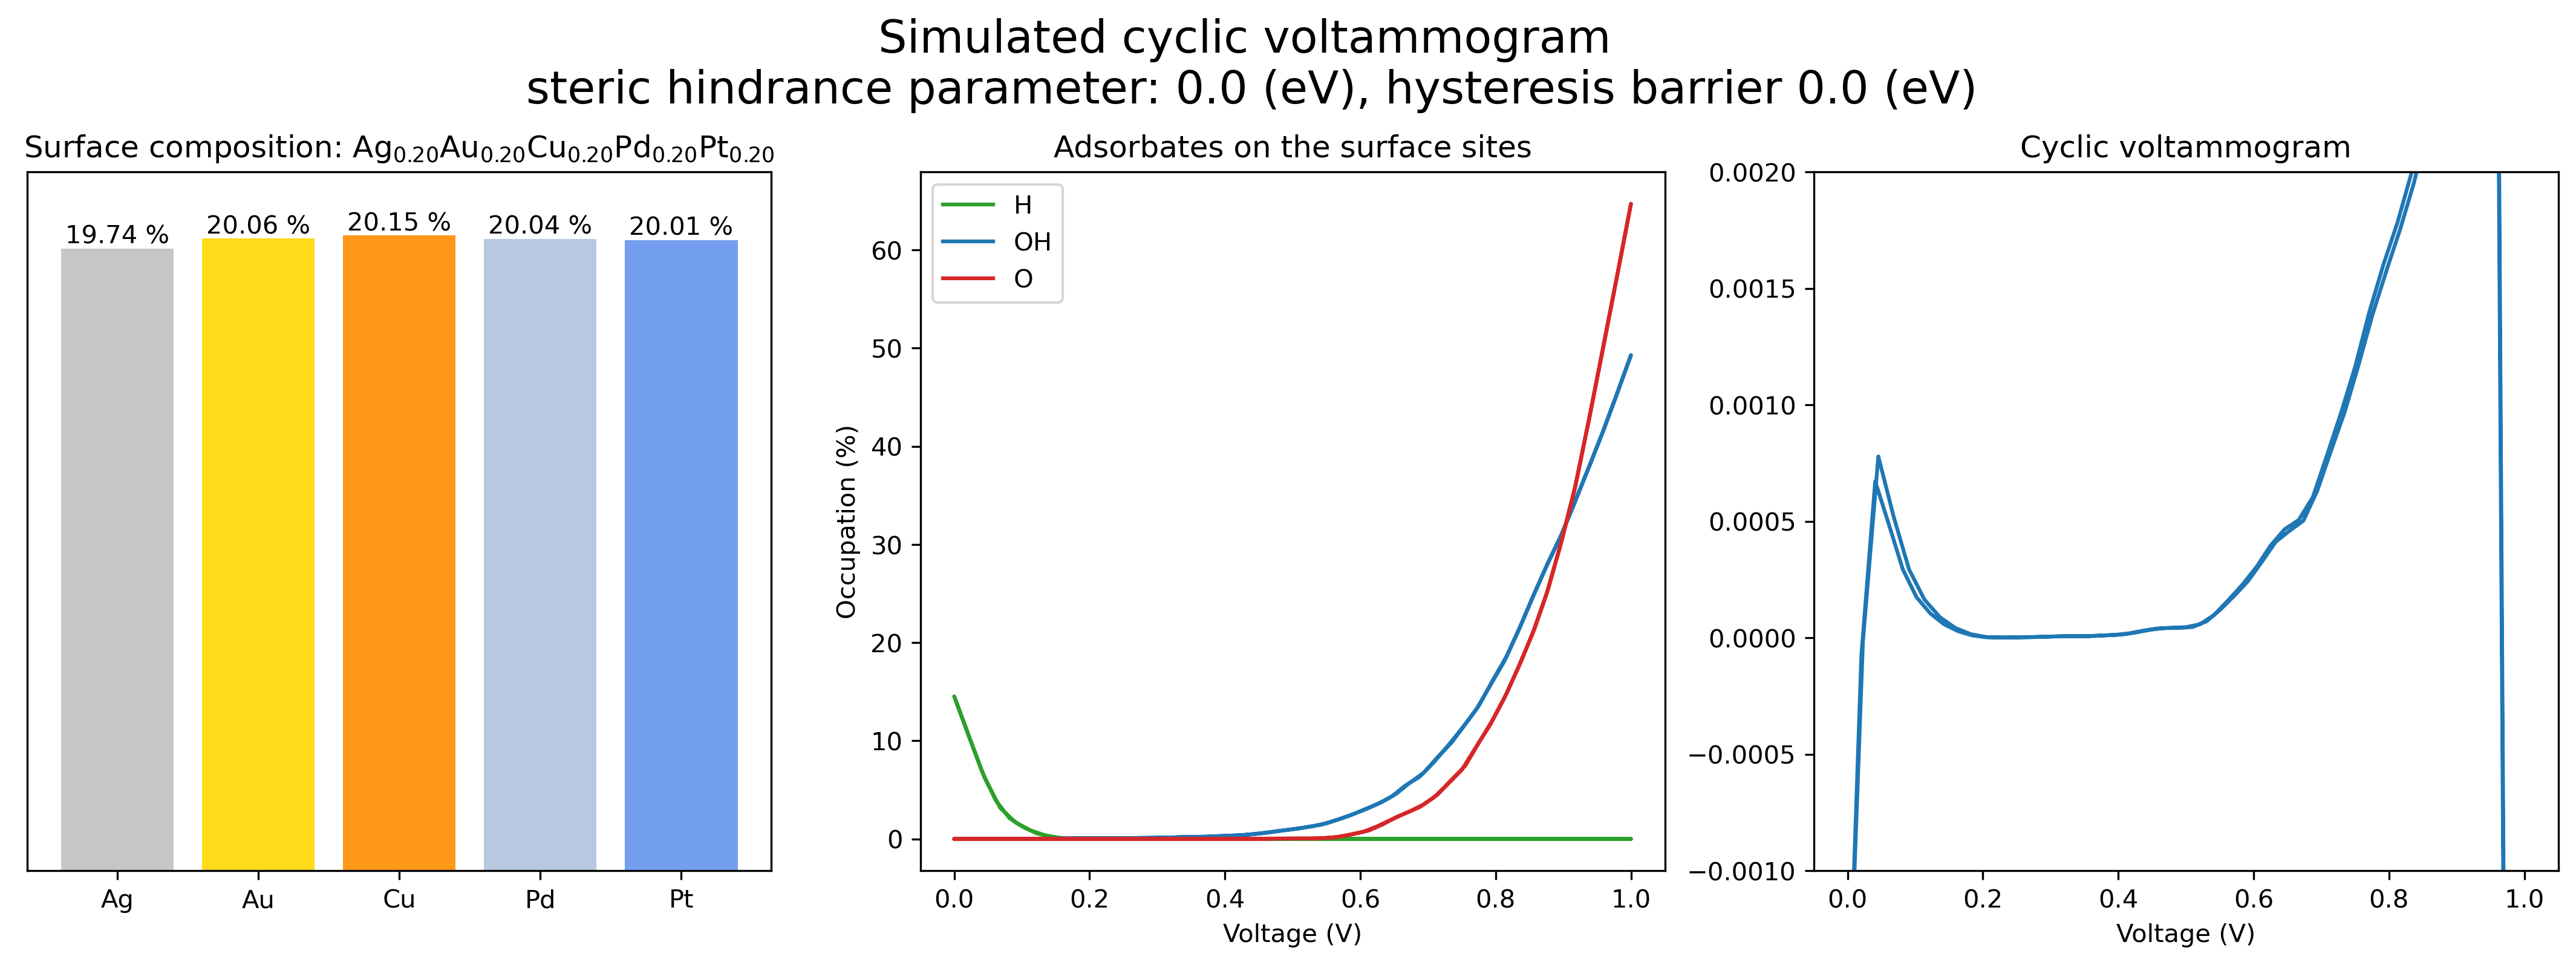 Simulated cyclic voltammogram
steric hindrance parameter: 0.0 (eV), hysteresis barrier 0.0 (eV)
Surface composition: Ag₀.₂₀Au₀.₂₀Cu₀.₂₀Pd₀.₂₀Pt₀.₂₀
19.74 %
20.06 %
20.15 %
20.04 %
20.01 %
Ag
Au
Cu
Pd
Pt
Adsorbates on the surface sites
H
OH
O
Occupation (%)
60
50
40
30
20
10
0
0.0
0.2
0.4
0.6
0.8
1.0
Voltage (V)
Cyclic voltammogram
0.0020
0.0015
0.0010
0.0005
0.0000
−0.0005
−0.0010
0.0
0.2
0.4
0.6
0.8
1.0
Voltage (V)